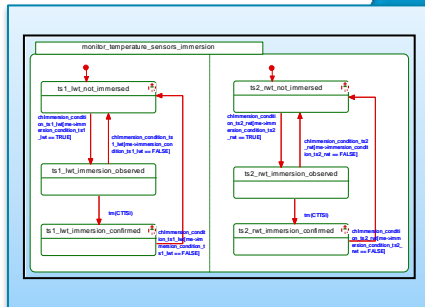 monitor_temperature_sensors_immersion
ts1_lwt_not_immersed
chImmersion_conditi
on_ts1_lwt[me->imm
ersion_condition_ts1
_lwt == TRUE]
chImmersion_condition_ts
1_lwt[me->immersion_con
dition_ts1_lwt == FALSE]
ts1_lwt_immersion_observed
tm(CTTSI)
ts1_lwt_immersion_confirmed
chImmersion_conditi
on_ts1_lwt[me->im
mersion_condition_t
s1_lwt == FALSE]
ts2_rwt_not_immersed
chImmersion_conditi
on_ts2_rwt[me->imm
ersion_condition_ts2
_rwt == TRUE]
chImmersion_condition_ts2
_rwt[me->immersion_condit
ion_ts2_rwt == FALSE]
ts2_rwt_immersion_observed
tm(CTTSI)
ts2_rwt_immersion_confirmed
chImmersion_conditi
on_ts2_rwt[me->imm
ersion_condition_ts2_
rwt == FALSE]